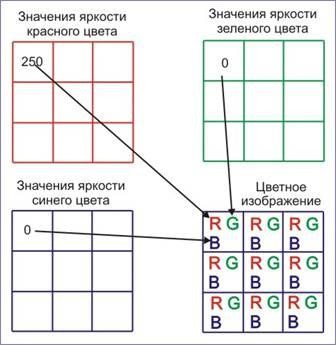 Значения яркости
красного цвета
250
Значения яркости
зеленого цвета
0
Значения яркости
синего цвета
0
Цветное
изображение
R G R G R G
B B B
R G R G R G
B B B
R G R G R G
B B B